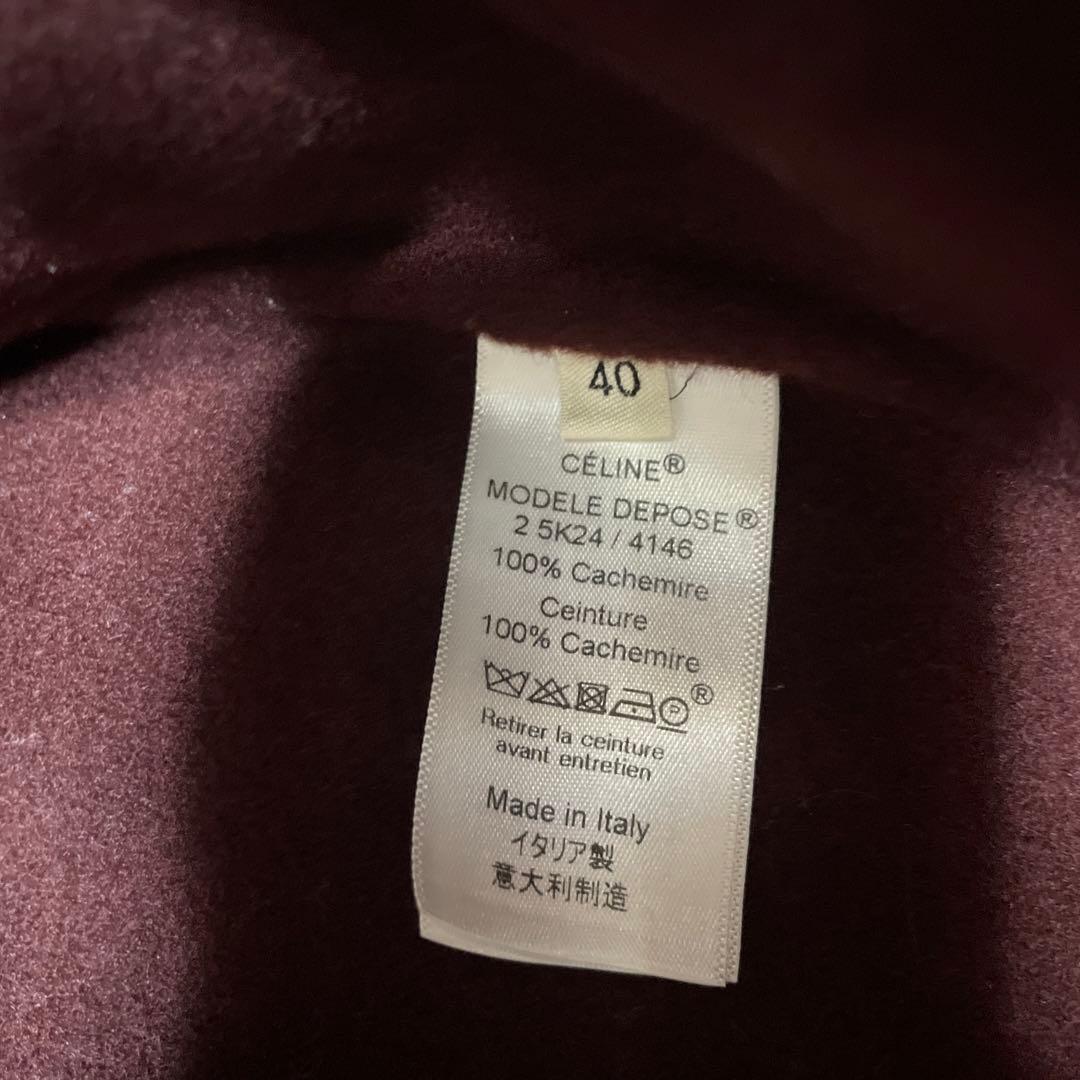 40
CÉLINE®
MODELE DEPOSE®
2 5K24 / 4146
100% Cachemire
Ceinture
100% Cachemire
P ®
Retirer la ceinture
avant entretien
Made in Italy
イタリア製
意大利制造